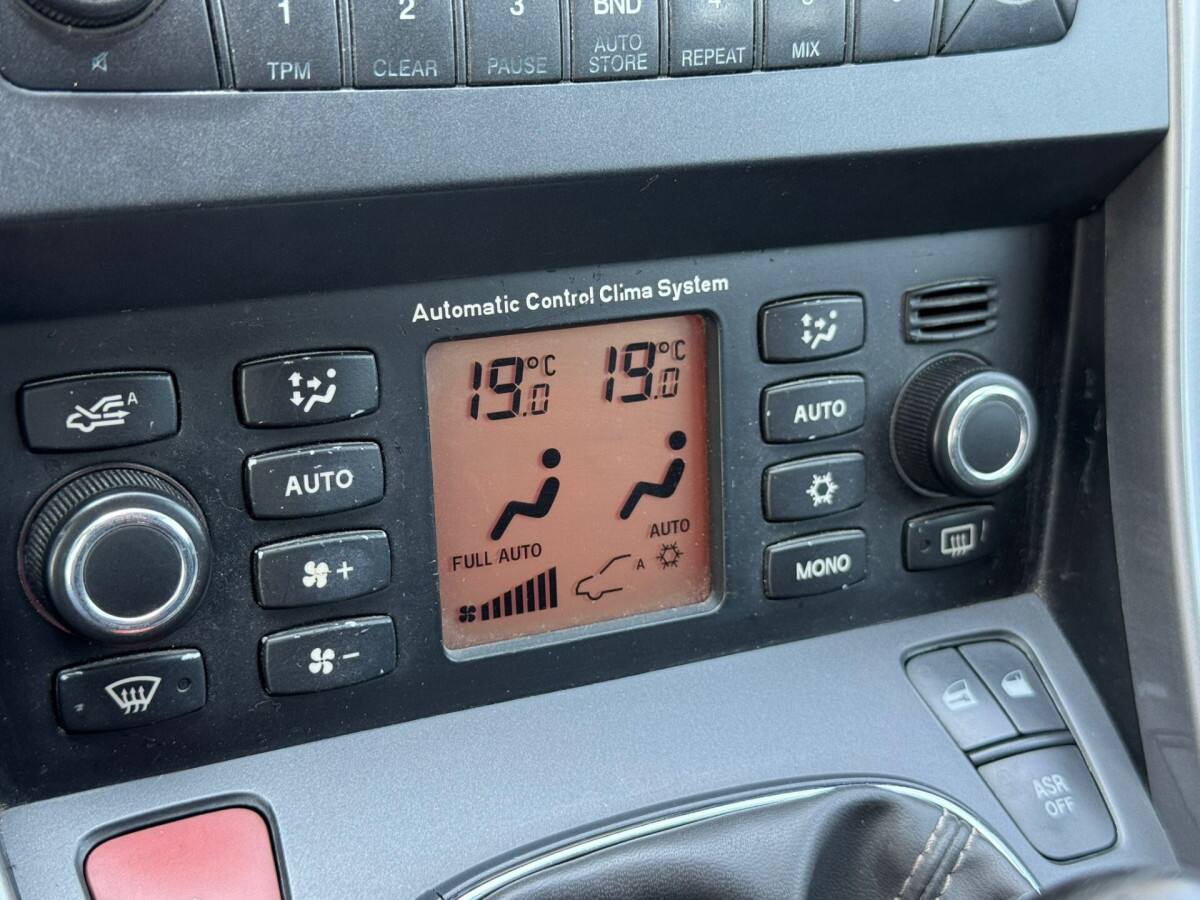 1 2 3 BND 4
TPM CLEAR PAUSE AUTO STORE REPEAT MIX
Automatic Control Clima System
19.0°C 19.0°C
A
AUTO
AUTO
FULL AUTO
AUTO
A
+
MONO
-
ASR
OFF